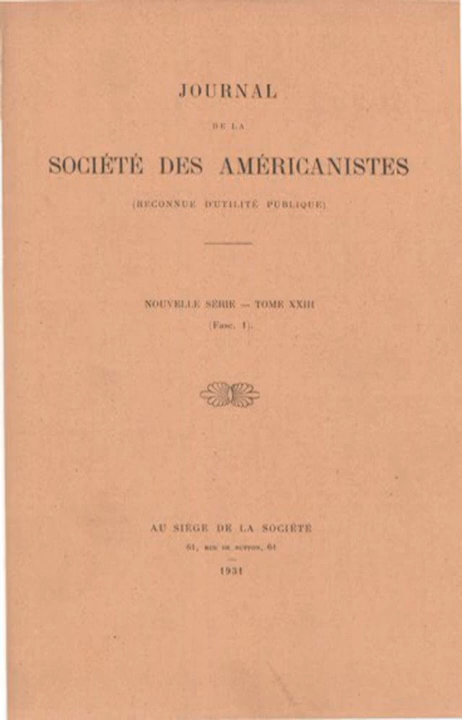 JOURNAL
DE LA
SOCIÉTÉ DES AMÉRICANISTES
(RECONNUE D'UTILITÉ PUBLIQUE)
NOUVELLE SÉRIE — TOME XXIII
(Fasc. 1).
AU SIÈGE DE LA SOCIÉTÉ
61, RUE DE BUFFON, 61
1931